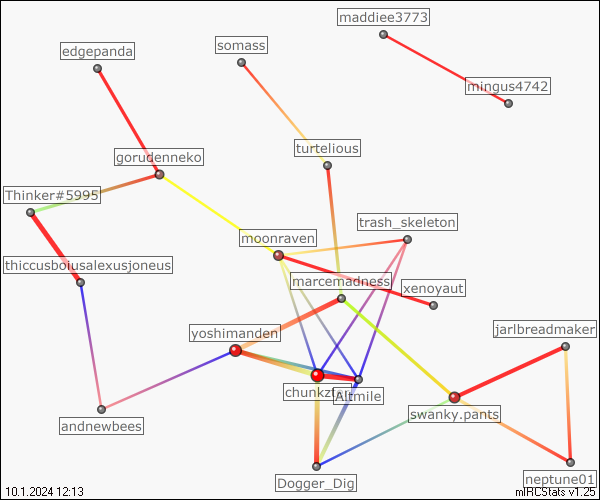 maddiee3773
somass
edgepanda
mingus4742
turtelious
gorudenneko
Thinker#5995
trash_skeleton
moonraven
thiccusboiusalexusjoneus
marcemadness
xenoyaut
yoshimanden
jarlbreadmaker
Altmile
swanky.pants
andnewbees
Dogger_Dig
neptune01
10.1.2024 12:13
mIRCStats v1.25